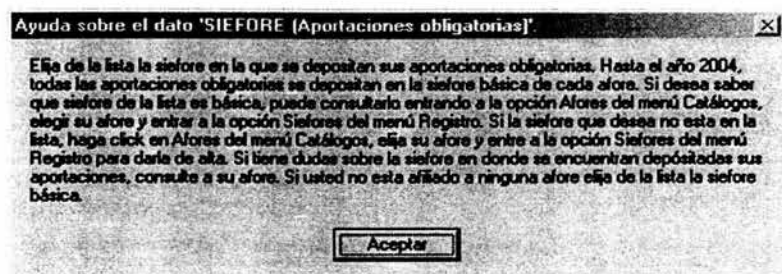 Ayuda sobre el dato 'SIEFORE (Aportaciones obligatorias)'.
Elija de la lista la siefore en la que se depositan sus aportaciones obligatorias. Hasta el año 2004,
todas las aportaciones obligatorias se depositan en la siefore básica de cada afore. Si desea saber
que siefore de la lista es básica, puede consultarlo entrando a la opción Afores del menú Catálogos,
elegir su afore y entrar a la opción Siefores del menú Registro. Si la siefore que desea no esta en la
lista, haga click en Afores del menú Catálogos, elija su afore y entre a la opción Siefores del menú
Registro para darla de alta. Si tiene dudas sobre la siefore en donde se encuentran depósitadas sus
aportaciones, consulte a su afore. Si usted no esta afiliado a ninguna afore elija de la lista la siefore
básica.
Aceptar